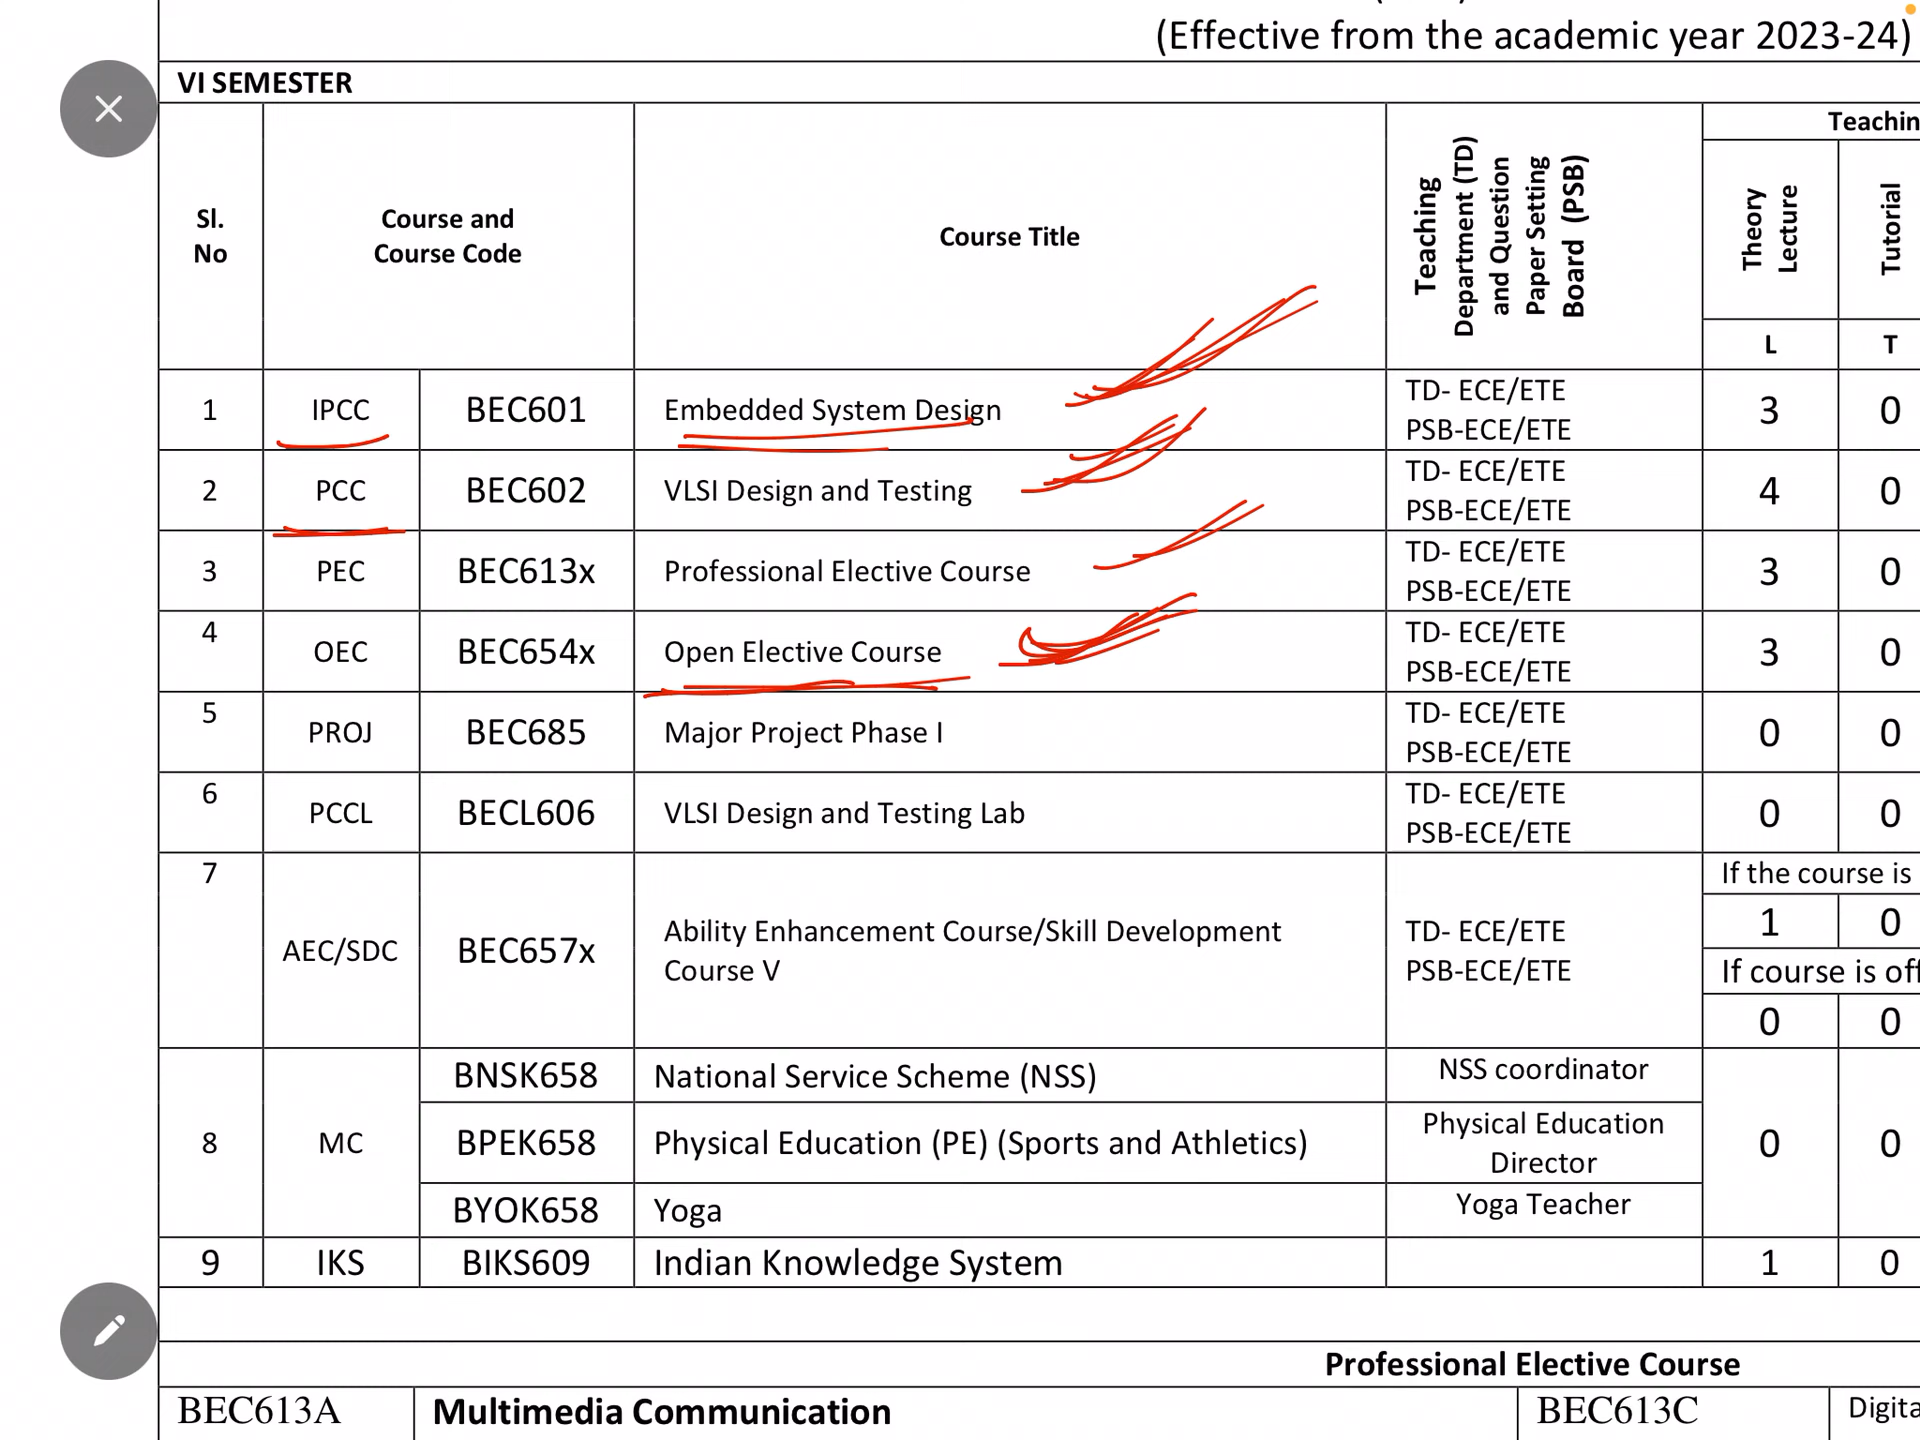 (Effective from the academic year 2023-24)
VI SEMESTER
Sl. No
Course and Course Code
Course Title
Teaching Department (TD) and Question Paper Setting Board (PSB)
Theory Lecture
Tutorial
L
T
1 IPCC BEC601 Embedded System Design TD- ECE/ETE PSB-ECE/ETE 3 0
2 PCC BEC602 VLSI Design and Testing TD- ECE/ETE PSB-ECE/ETE 4 0
3 PEC BEC613x Professional Elective Course TD- ECE/ETE PSB-ECE/ETE 3 0
4 OEC BEC654x Open Elective Course TD- ECE/ETE PSB-ECE/ETE 3 0
5 PROJ BEC685 Major Project Phase I TD- ECE/ETE PSB-ECE/ETE 0 0
6 PCCL BECL606 VLSI Design and Testing Lab TD- ECE/ETE PSB-ECE/ETE 0 0
7 AEC/SDC BEC657x Ability Enhancement Course/Skill Development Course V TD- ECE/ETE PSB-ECE/ETE
If the course is
1 0
If course is
0 0
8 MC
BNSK658 National Service Scheme (NSS) NSS coordinator
BPEK658 Physical Education (PE) (Sports and Athletics) Physical Education Director 0 0
BYOK658 Yoga Yoga Teacher
9 IKS BIKS609 Indian Knowledge System 1 0
Professional Elective Course
BEC613A Multimedia Communication BEC613C